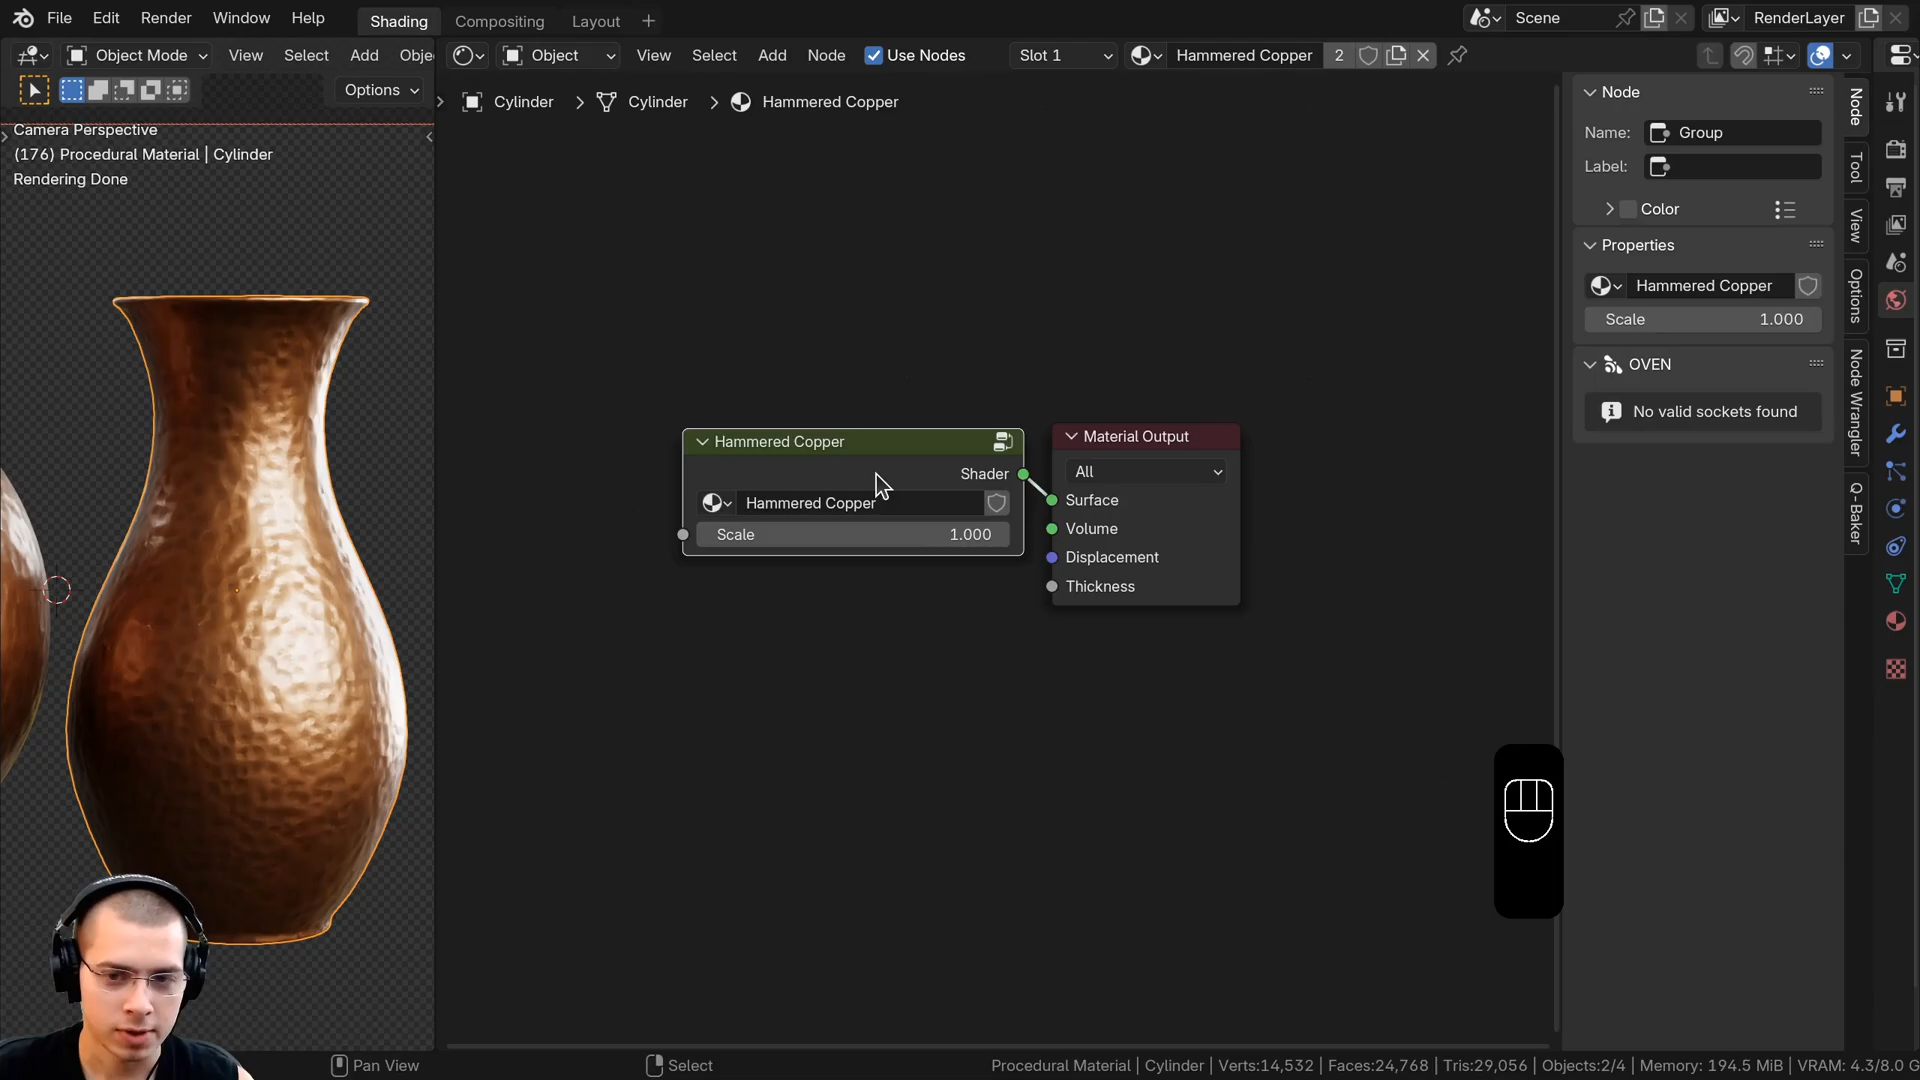 File Edit Render Window Help Shading Compositing Layout Scene RenderLayer
Object Mode View Select Add Obje Object View Select Add Node Use Nodes Slot 1 Hammered Copper 2
Options
Cylinder Cylinder Hammered Copper
Camera Perspective
(176) Procedural Material | Cylinder
Rendering Done
Hammered Copper
Shader
Hammered Copper
Scale 1.000
Material Output
All
Surface
Volume
Displacement
Thickness
Node
Name: Group
Label:
Color
Properties
Hammered Copper
Scale 1.000
OVEN
No valid sockets found
Node
Tool
View
Options
Node Wrangler
Q-Baker
Pan View Select Procedural Material | Cylinder | Verts:14,532 | Faces:24,768 | Tris:29,056 | Objects:2/4 | Memory: 194.5 MiB | VRAM: 4.3/8.0 G